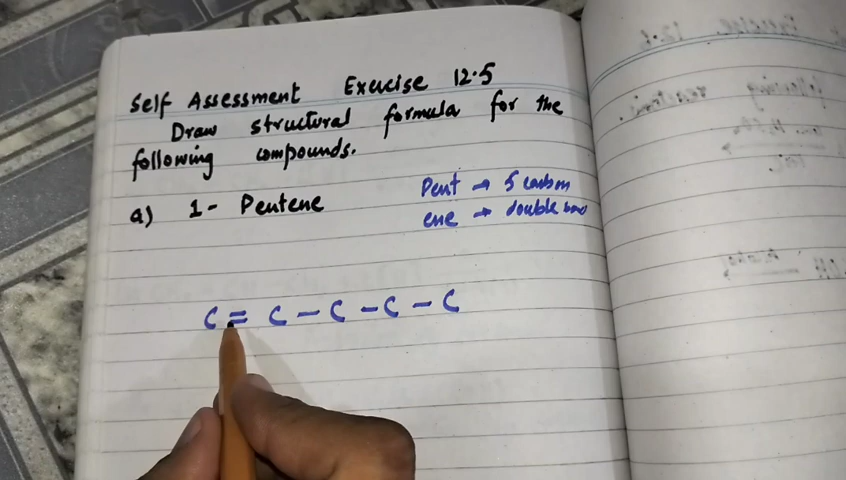 Self Assessment Exercise 12.5
Draw structural formula for the
following compounds.
a) 1- Pentene
Pent → 5 carbon
ene → double
C = C - C - C - C